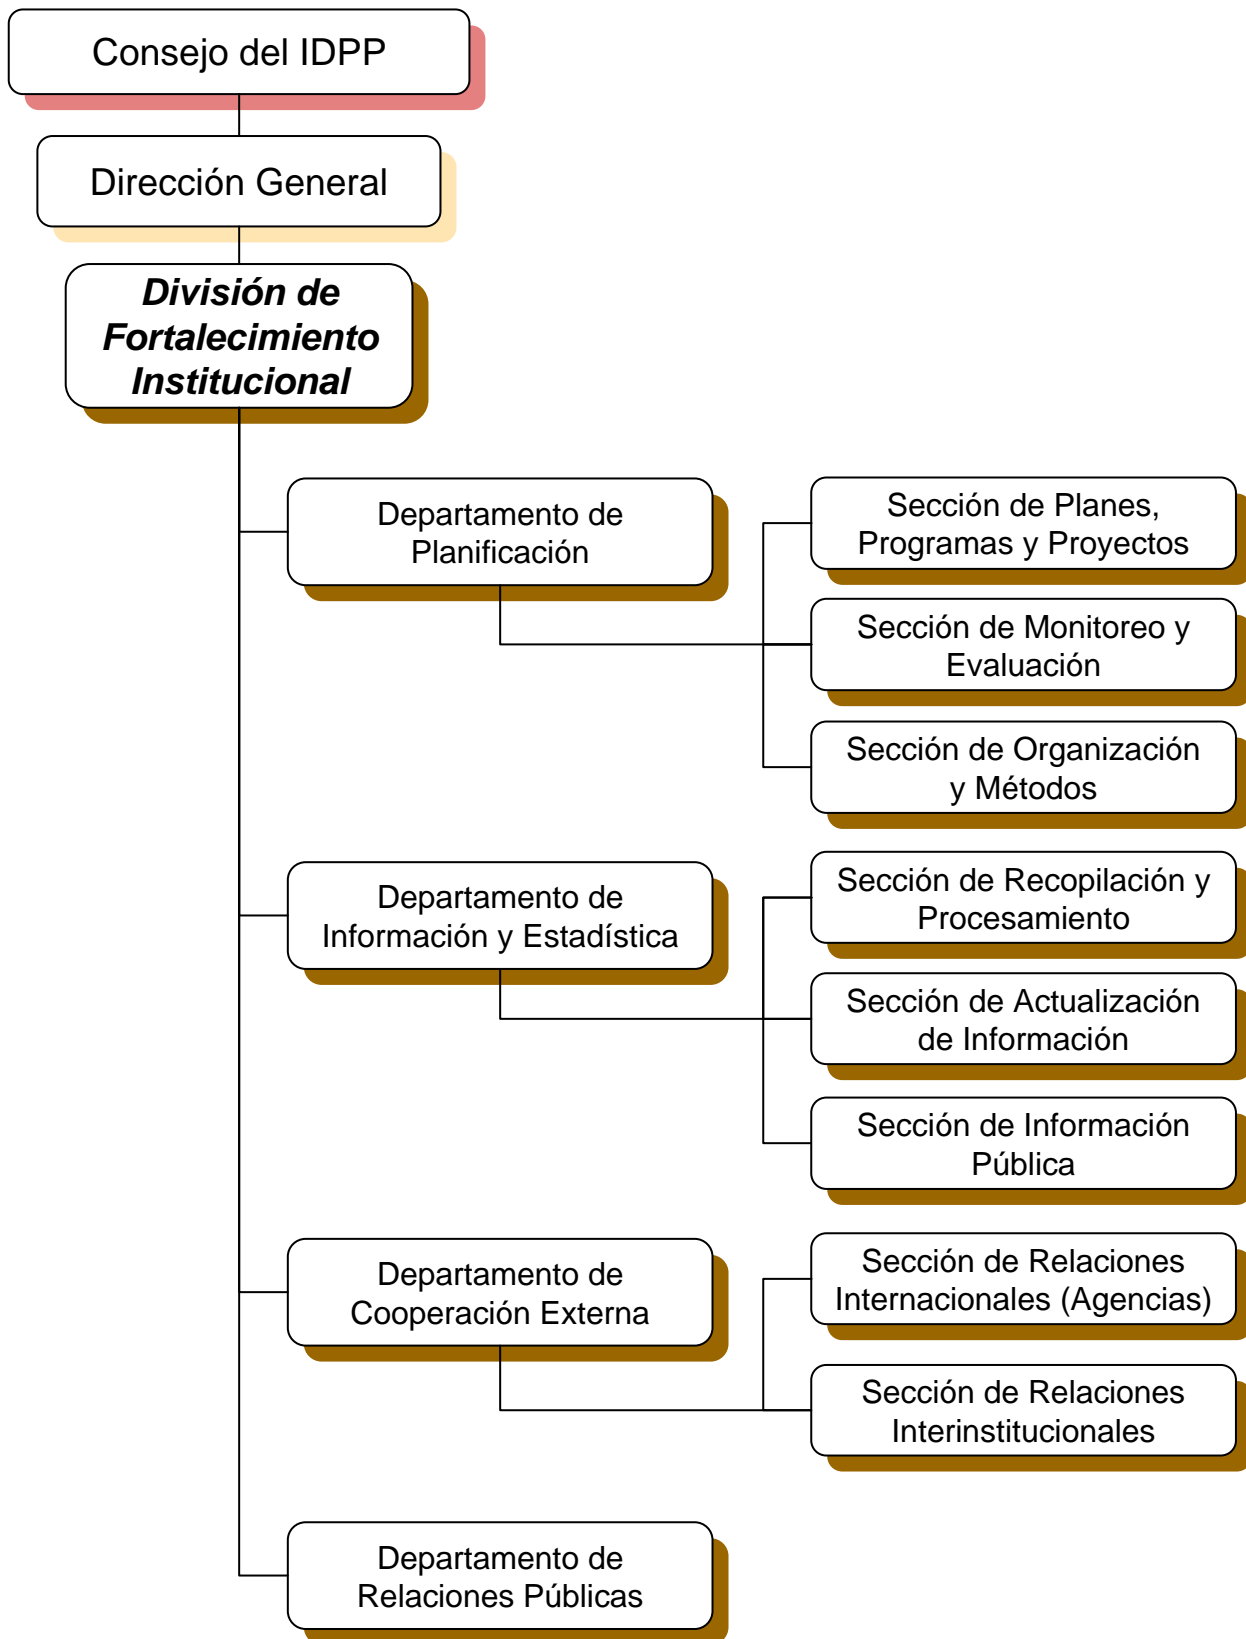 Consejo del IDPP
Dirección General
División de
Fortalecimiento
Institucional
Departamento de
Planificación
Sección de Planes,
Programas y Proyectos
Sección de Monitoreo y
Evaluación
Sección de Organización
y Métodos
Departamento de
Información y Estadística
Sección de Recopilación y
Procesamiento
Sección de Actualización
de Información
Sección de Información
Pública
Departamento de
Cooperación Externa
Sección de Relaciones
Internacionales (Agencias)
Sección de Relaciones
Interinstitucionales
Departamento de
Relaciones Públicas